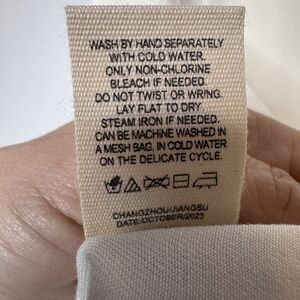 WASH BY HAND SEPARATELY
WITH COLD WATER.
ONLY NON-CHLORINE
BLEACH IF NEEDED.
DO NOT TWIST OR WRING.
LAY FLAT TO DRY.
STEAM IRON IF NEEDED.
CAN BE MACHINE WASHED IN
A MESH BAG, IN COLD WATER
ON THE DELICATE CYCLE.
CHANGZHOU/JIANGSU
DATE:OCTOBER/2023